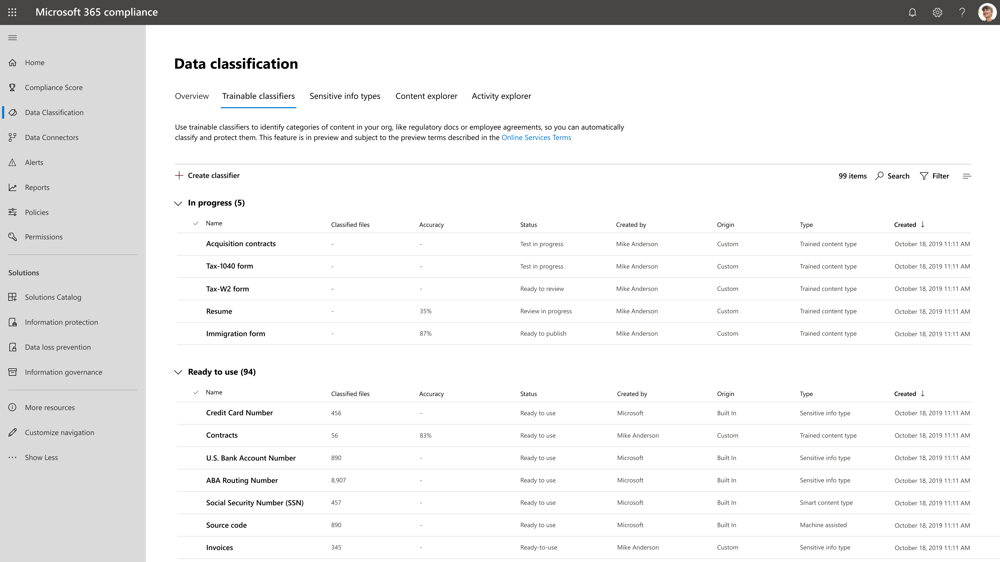 Microsoft 365 compliance
Home
Compliance Score
Data Classification
Data Connectors
Alerts
Reports
Policies
Permissions
Solutions
Solutions Catalog
Information protection
Data loss prevention
Information governance
More resources
Customize navigation
Show Less
Data classification
Overview Trainable classifiers Sensitive info types Content explorer Activity explorer
Use trainable classifiers to identify categories of content in your org, like regulatory docs or employee agreements, so you can automatically
classify and protect them. This feature is in preview and subject to the preview terms described in the Online Services Terms
Create classifier 99 items Search Filter
In progress (5)
Name Classified files Accuracy Status Created by Origin Type Created ↓
Acquisition contracts - - Test in progress Mike Anderson Custom Trained content type October 18, 2019 11:11 AM
Tax-1040 form - - Test in progress Mike Anderson Custom Trained content type October 18, 2019 11:11 AM
Tax-W2 form - - Ready to review Mike Anderson Custom Trained content type October 18, 2019 11:11 AM
Resume - 35% Review in progress Mike Anderson Custom Trained content type October 18, 2019 11:11 AM
Immigration form - 87% Ready to publish Mike Anderson Custom Trained content type October 18, 2019 11:11 AM
Ready to use (94)
Name Classified files Accuracy Status Created by Origin Type Created ↓
Credit Card Number 456 - Ready to use Microsoft Built In Sensitive info type October 18, 2019 11:11 AM
Contracts 56 83% Ready to use Mike Anderson Custom Trained content type October 18, 2019 11:11 AM
U.S. Bank Account Number 890 - Ready to use Microsoft Built In Sensitive info type October 18, 2019 11:11 AM
ABA Routing Number 8,907 - Ready to use Microsoft Built In Sensitive info type October 18, 2019 11:11 AM
Social Security Number (SSN) 457 - Ready to use Microsoft Built In Smart content type October 18, 2019 11:11 AM
Source code 890 - Ready to use Microsoft Built In Machine assisted October 18, 2019 11:11 AM
Invoices 345 - Ready-to-use Mike Anderson Custom Sensitive info type October 18, 2019 11:11 AM